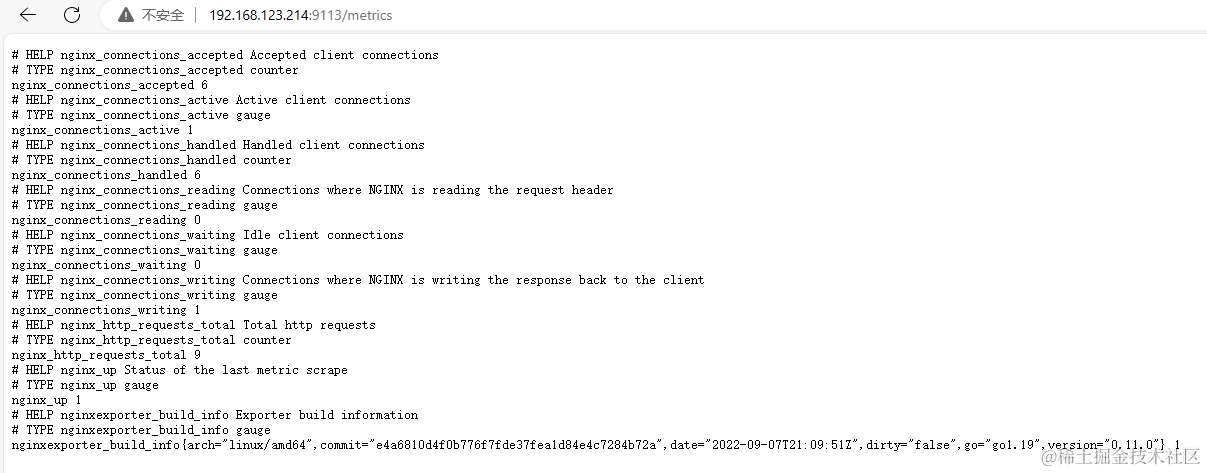 不安全 192.168.123.214:9113/metrics
# HELP nginx_connections_accepted Accepted client connections
# TYPE nginx_connections_accepted counter
nginx_connections_accepted 6
# HELP nginx_connections_active Active client connections
# TYPE nginx_connections_active gauge
nginx_connections_active 1
# HELP nginx_connections_handled Handled client connections
# TYPE nginx_connections_handled counter
nginx_connections_handled 6
# HELP nginx_connections_reading Connections where NGINX is reading the request header
# TYPE nginx_connections_reading gauge
nginx_connections_reading 0
# HELP nginx_connections_waiting Idle client connections
# TYPE nginx_connections_waiting gauge
nginx_connections_waiting 0
# HELP nginx_connections_writing Connections where NGINX is writing the response back to the client
# TYPE nginx_connections_writing gauge
nginx_connections_writing 1
# HELP nginx_http_requests_total Total http requests
# TYPE nginx_http_requests_total counter
nginx_http_requests_total 9
# HELP nginx_up Status of the last metric scrape
# TYPE nginx_up gauge
nginx_up 1
# HELP nginxexporter_build_info Exporter build information
# TYPE nginxexporter_build_info gauge
nginxexporter_build_info{arch="linux/amd64",commit="e4a6810d4f0b776f7fde37fea1d84e4c7284b72a",date="2022-09-07T21:09:51Z",dirty="false",go="go1.19",version="0.11.0"} 1
@稀土掘金技术社区